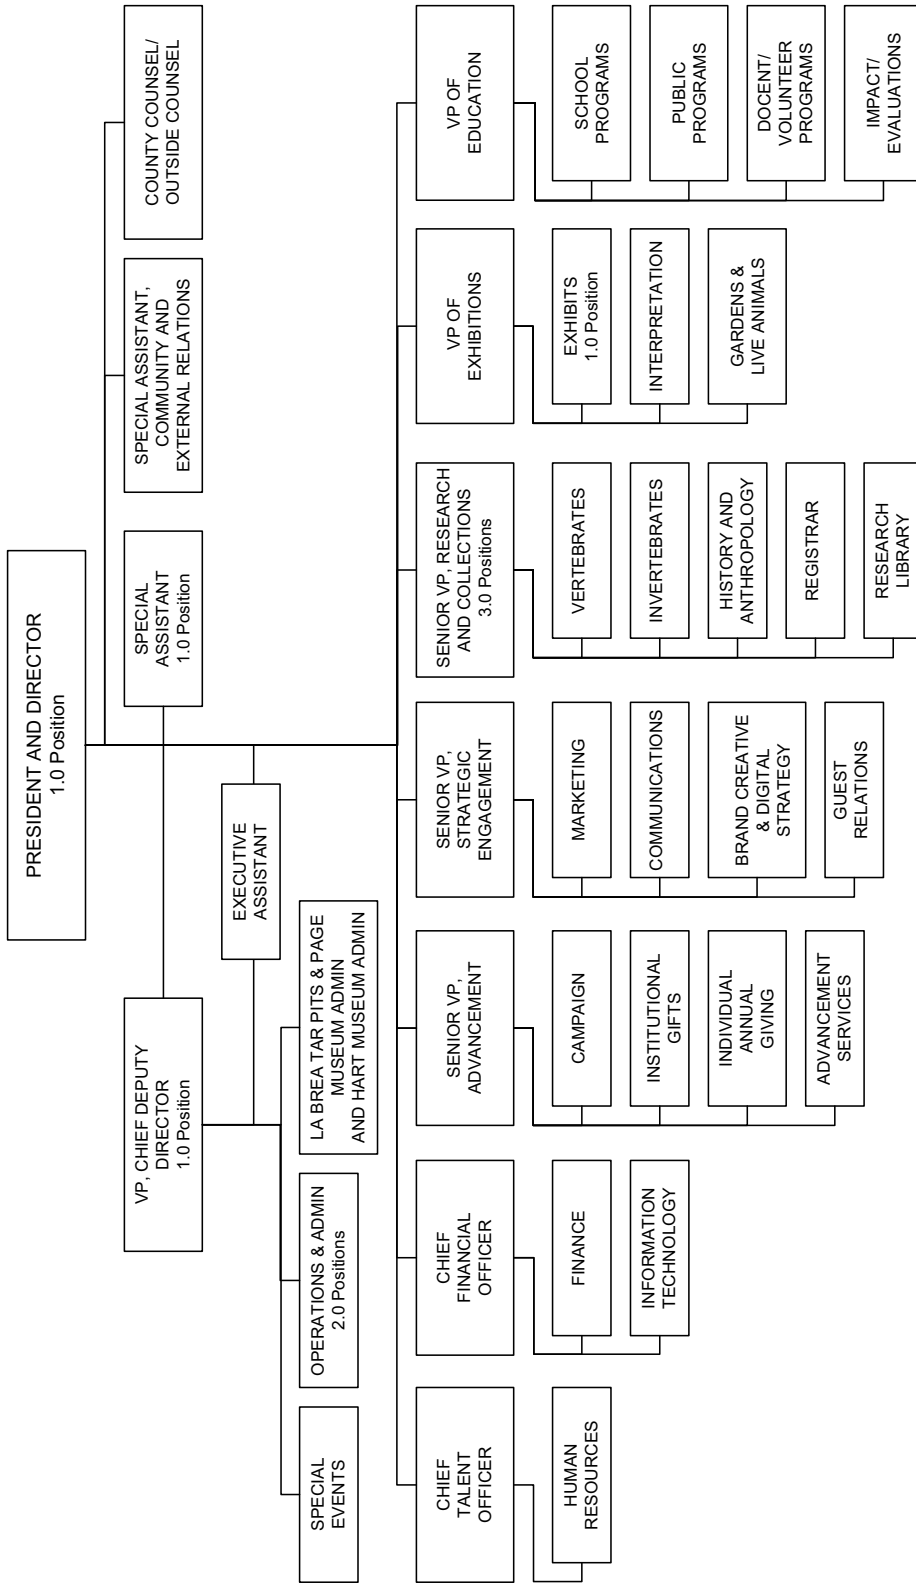 PRESIDENT AND DIRECTOR
1.0 Position
VP, CHIEF DEPUTY
DIRECTOR
1.0 Position
SPECIAL
ASSISTANT
1.0 Position
SPECIAL ASSISTANT,
COMMUNITY AND
EXTERNAL RELATIONS
COUNTY COUNSEL/
OUTSIDE COUNSEL
EXECUTIVE
ASSISTANT
SPECIAL
EVENTS
OPERATIONS & ADMIN
2.0 Positions
LA BREA TAR PITS & PAGE
MUSEUM ADMIN
AND HART MUSEUM ADMIN
CHIEF
TALENT
OFFICER
HUMAN
RESOURCES
CHIEF
FINANCIAL
OFFICER
FINANCE
INFORMATION
TECHNOLOGY
SENIOR VP,
ADVANCEMENT
CAMPAIGN
INSTITUTIONAL
GIFTS
INDIVIDUAL
ANNUAL
GIVING
ADVANCEMENT
SERVICES
SENIOR VP,
STRATEGIC
ENGAGEMENT
MARKETING
COMMUNICATIONS
BRAND CREATIVE
& DIGITAL
STRATEGY
GUEST
RELATIONS
SENIOR VP, RESEARCH
AND COLLECTIONS
3.0 Positions
VERTEBRATES
INVERTEBRATES
HISTORY AND
ANTHROPOLOGY
REGISTRAR
RESEARCH
LIBRARY
VP OF
EXHIBITIONS
EXHIBITS
1.0 Position
INTERPRETATION
GARDENS &
LIVE ANIMALS
VP OF
EDUCATION
SCHOOL
PROGRAMS
PUBLIC
PROGRAMS
DOCENT/
VOLUNTEER
PROGRAMS
IMPACT/
EVALUATIONS